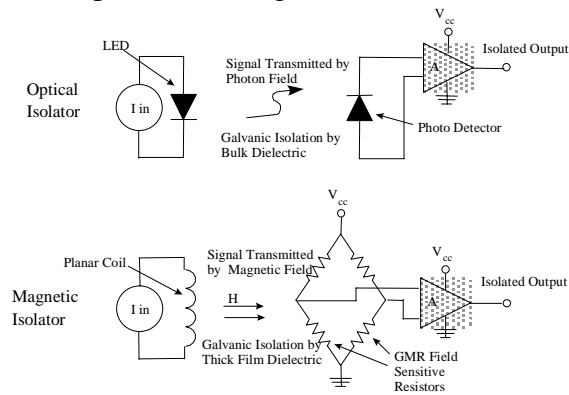 V cc
LED
Isolated Output
Signal Transmitted by
Photon Field
A
Optical
Isolator
I in
Photo Detector
Galvanic Isolation by
Bulk Dielectric
V cc
Signal Transmitted
by Magnetic Field
Planar Coil
V cc
Isolated Output
H
A
Magnetic
Isolator
I in
Galvanic Isolation by
Thick Film Dielectric
GMR Field
Sensitive
Resistors